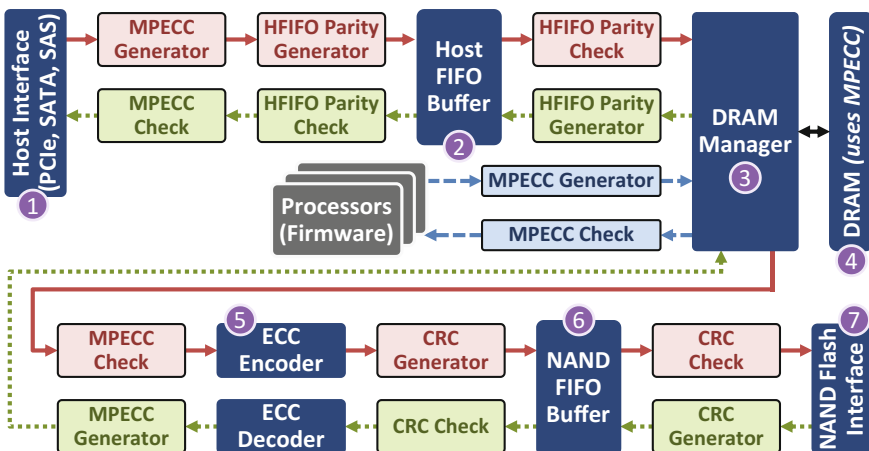 Host Interface
(PCIe, SATA, SAS)
1
MPECC
Generator
HFIFO Parity
Generator
Host
FIFO
Buffer
2
HFIFO Parity
Check
MPECC
Check
HFIFO Parity
Check
HFIFO Parity
Generator
DRAM
Manager
3
DRAM (uses MPECC)
4
Processors
(Firmware)
MPECC Generator
MPECC Check
MPECC
Check
5
ECC
Encoder
CRC
Generator
6
NAND
FIFO
Buffer
CRC
Check
7
NAND Flash
Interface
MPECC
Generator
ECC
Decoder
CRC Check
CRC
Generator